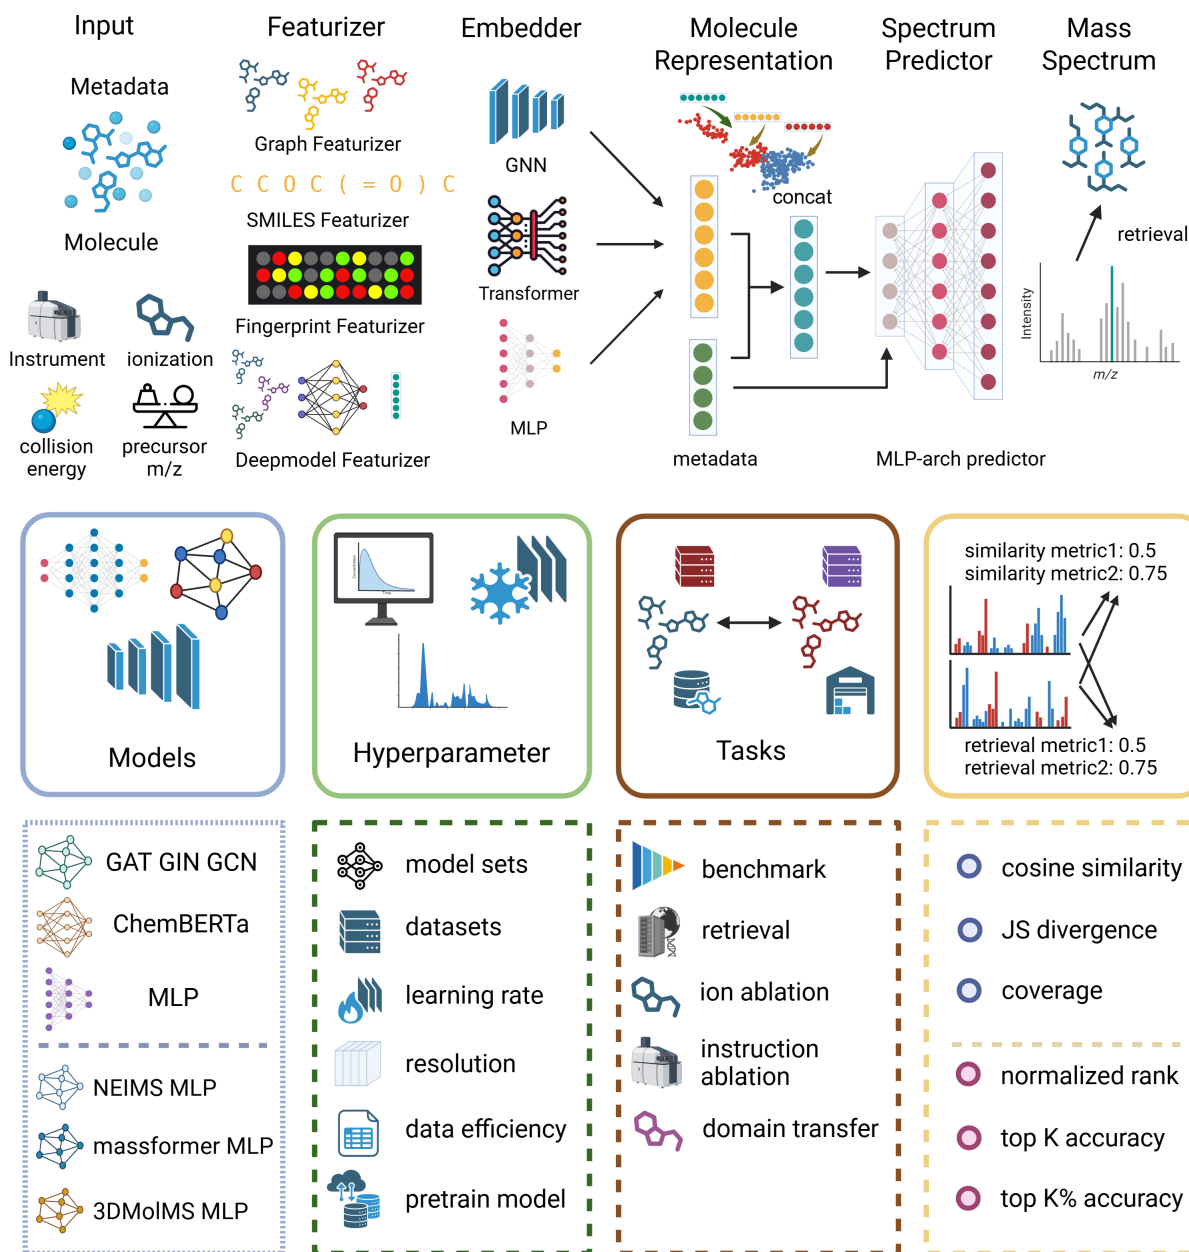 Input
Featurizer
Embedder
Molecule
Representation
Spectrum
Predictor
Mass
Spectrum
Metadata
Molecule
Instrument
ionization
collision
energy
precursor
m/z
Graph Featurizer
C C O C ( = O ) C
SMILES Featurizer
Fingerprint Featurizer
Deepmodel Featurizer
GNN
Transformer
MLP
concat
metadata
MLP-arch predictor
retrieval
Intensity
m/z
Models
Concentration
Time
Hyperparameter
Tasks
similarity metric1: 0.5
similarity metric2: 0.75
retrieval metric1: 0.5
retrieval metric2: 0.75
GAT GIN GCN
ChemBERTa
MLP
NEIMS MLP
massformer MLP
3DMolMS MLP
model sets
datasets
learning rate
resolution
data efficiency
pretrain model
benchmark
retrieval
ion ablation
instruction
ablation
domain transfer
cosine similarity
JS divergence
coverage
normalized rank
top K accuracy
top K% accuracy